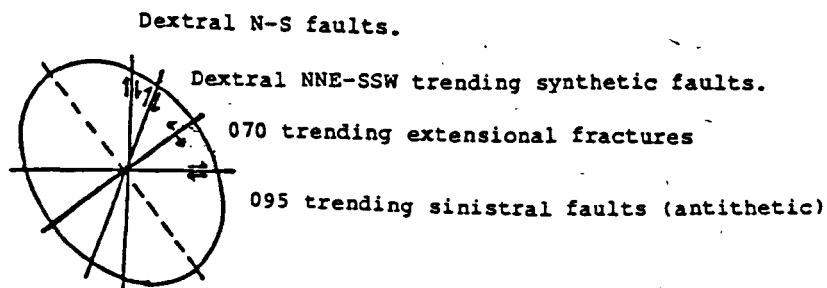 Dextral N-S faults.
Dextral NNE-SSW trending synthetic faults.
070 trending extensional fractures
095 trending sinistral faults (antithetic)